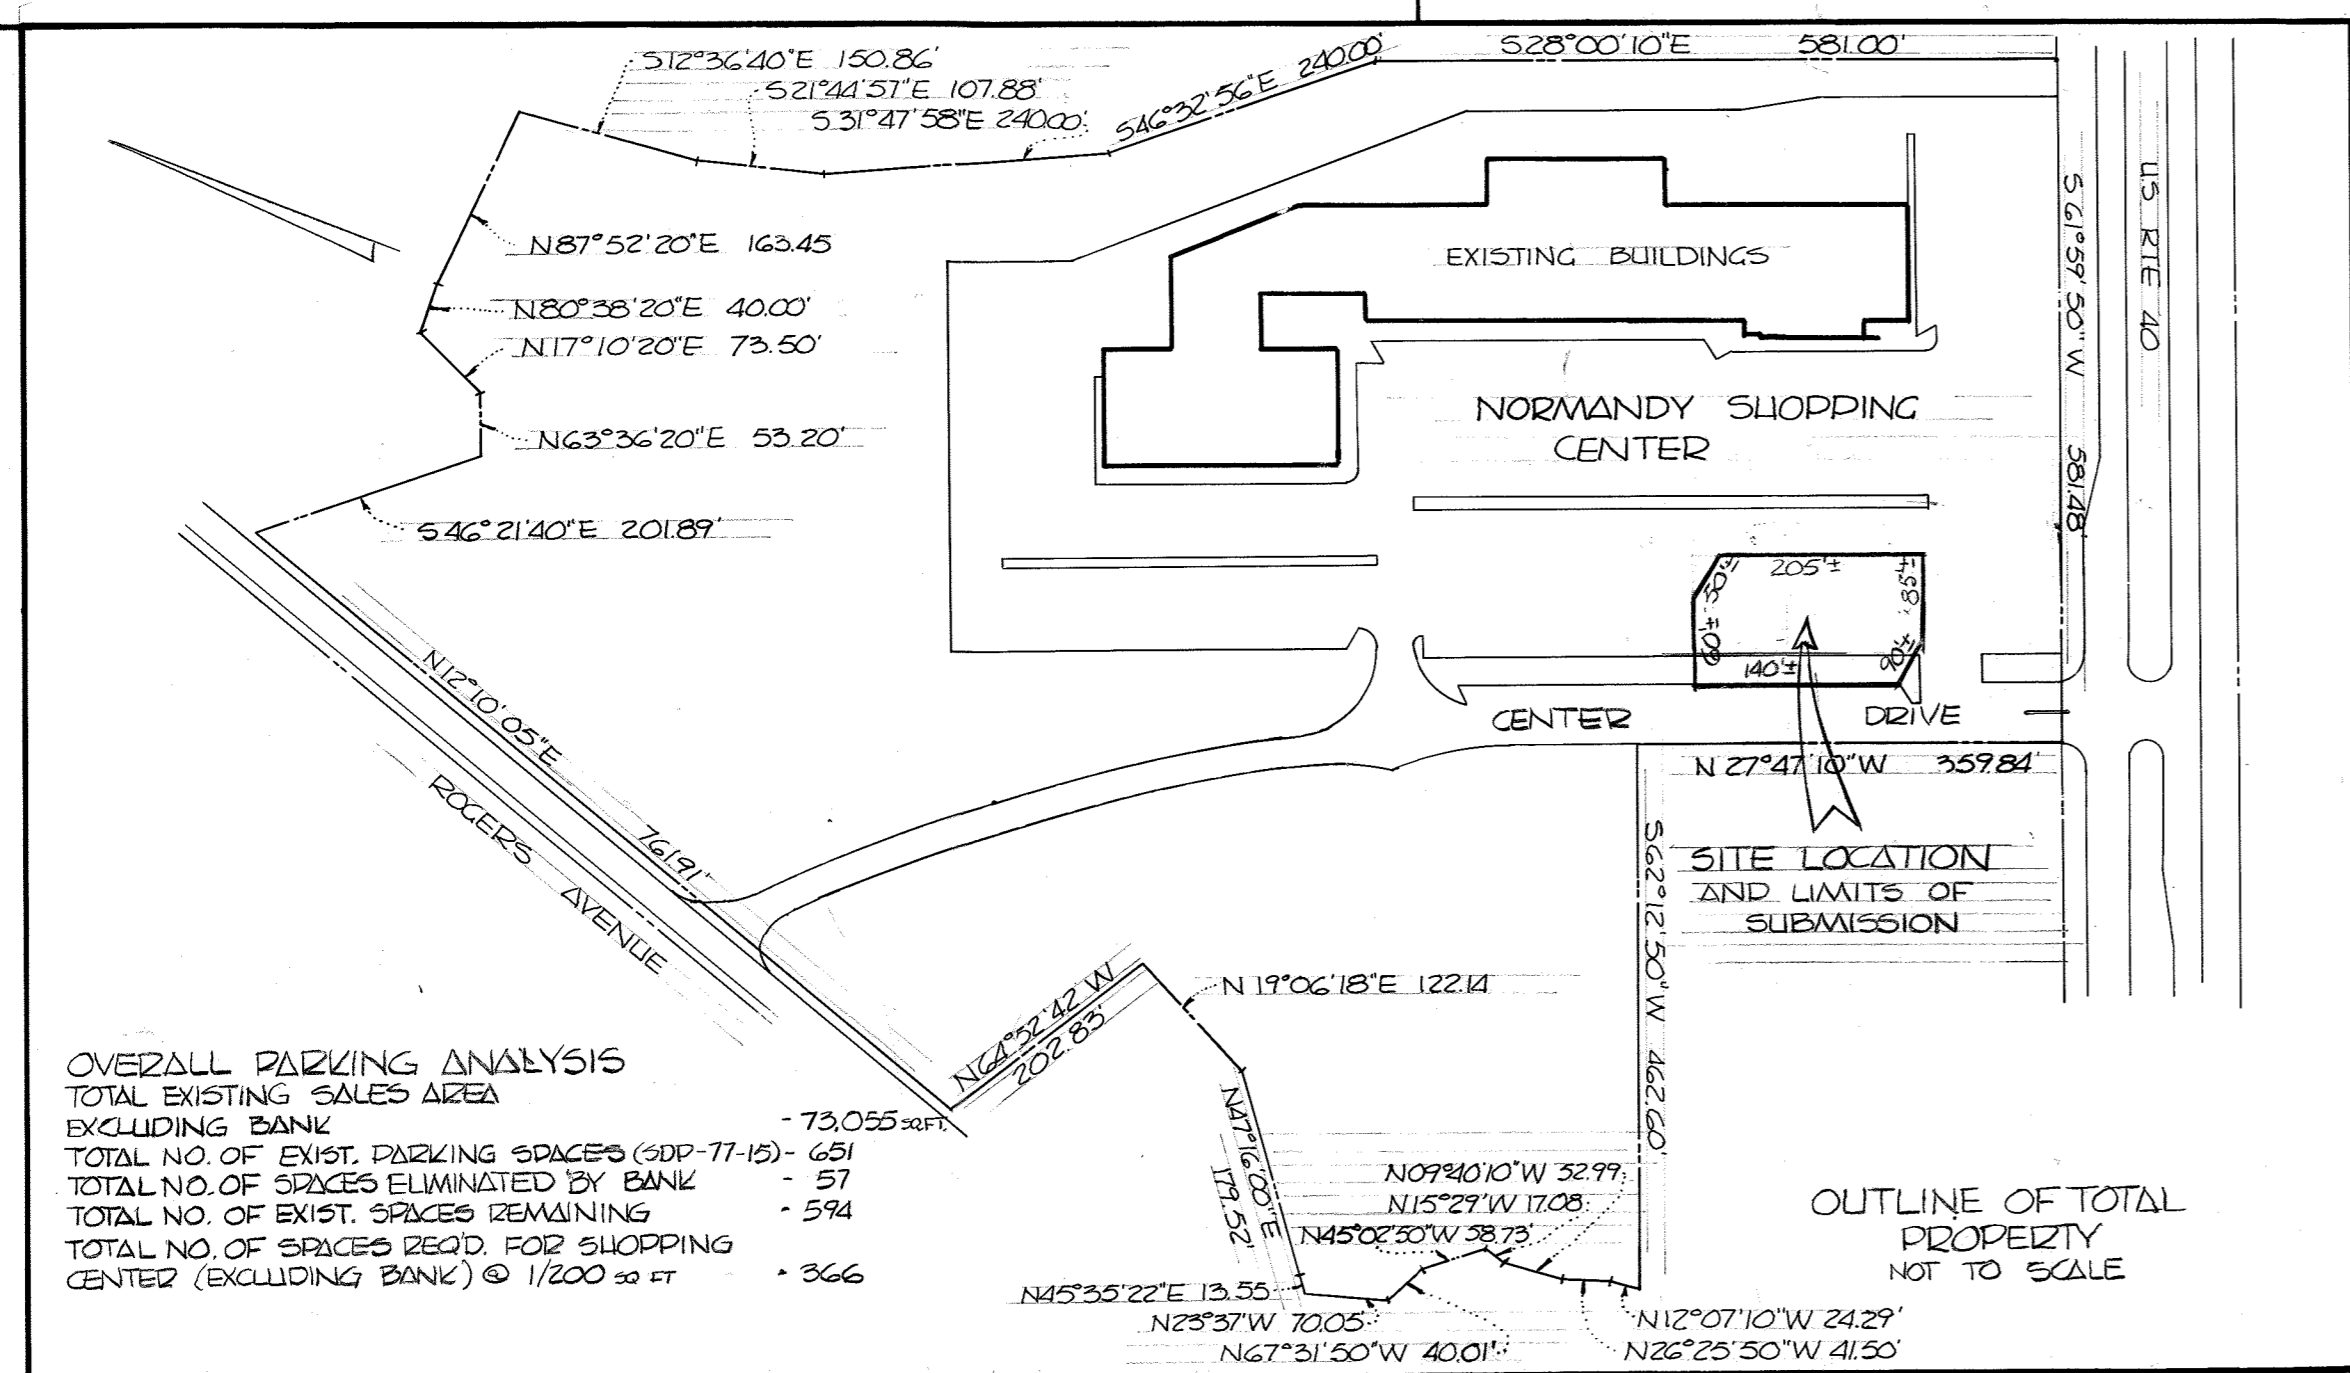 S12°36'40"E 150.86'
S21°44'57"E 107.88'
S31°47'58"E 240.00'
S46°32'56"E 240.00'
S28°00'10"E 581.00'
N87°52'20"E 163.45
N80°38'20"E 40.00'
N17°10'20"E 73.50'
N63°36'20"E 53.20'
S46°21'40"E 201.89'
EXISTING BUILDINGS
NORMANDY SHOPPING
CENTER
S61°59'50"W 581.48'
US RTE 40
205'±
50'±
85'±
60'±
140'±
90'±
CENTER DRIVE
N27°47'10"W 359.84'
N12°10'05"E 761.91'
ROGERS AVENUE
SITE LOCATION
AND LIMITS OF
SUBMISSION
S62°12'50"W 462.60'
N64°52'42 W
202.83'
N19°06'18"E 122.14
N47°16'00"E
179.52'
OVERALL PARKING ANALYSIS
TOTAL EXISTING SALES AREA
EXCLUDING BANK - 73,055 SQ.FT.
TOTAL NO. OF EXIST. PARKING SPACES (SDP-77-15) - 651
TOTAL NO. OF SPACES ELIMINATED BY BANK - 57
TOTAL NO. OF EXIST. SPACES REMAINING - 594
TOTAL NO. OF SPACES REQ'D. FOR SHOPPING
CENTER (EXCLUDING BANK) @ 1/200 SQ FT - 366
N09°40'10"W 52.99'
N15°29'W 17.08'
N45°02'50"W 58.73'
N45°35'22"E 13.55'
N23°37'W 70.05'
N67°31'50"W 40.01'
N12°07'10"W 24.29'
N26°25'50"W 41.50'
OUTLINE OF TOTAL
PROPERTY
NOT TO SCALE